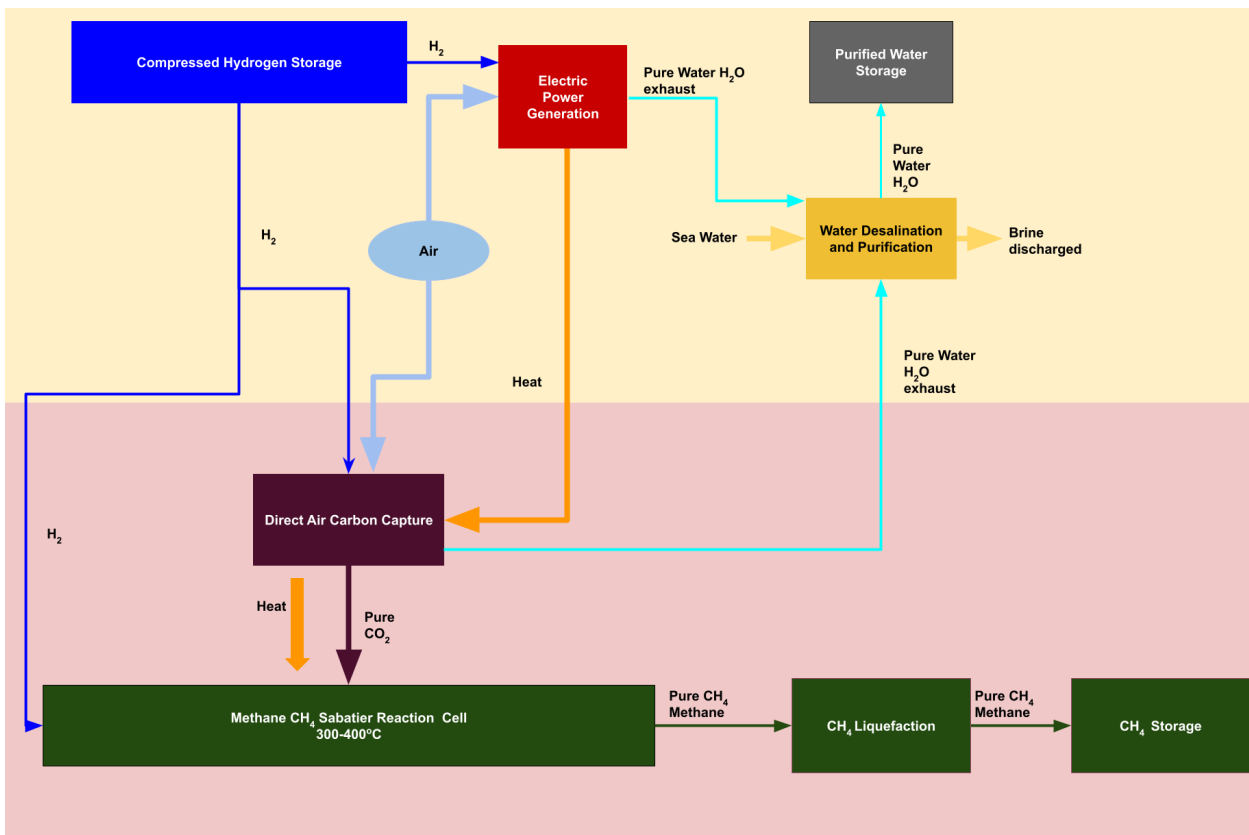 Compressed Hydrogen Storage
H₂
Electric
Power
Generation
Pure Water H₂O
exhaust
Purified Water
Storage
Pure
Water
H₂O
H₂
Air
Sea Water
Water Desalination
and Purification
Brine
discharged
Heat
Pure Water
H₂O
exhaust
Direct Air Carbon Capture
H₂
Heat
Pure
CO₂
Methane CH₄ Sabatier Reaction Cell
300-400ºC
Pure CH₄
Methane
CH₄ Liquefaction
Pure CH₄
Methane
CH₄ Storage